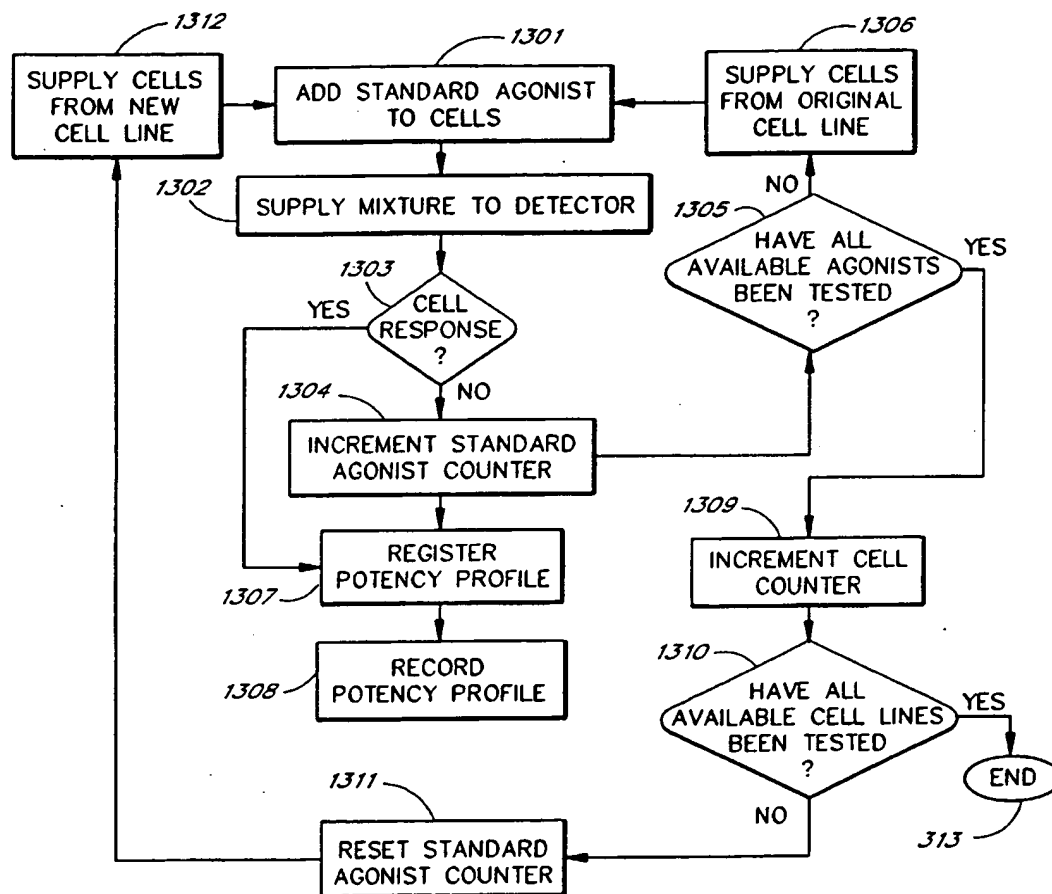 1312
SUPPLY CELLS
FROM NEW
CELL LINE
1301
ADD STANDARD AGONIST
TO CELLS
1306
SUPPLY CELLS
FROM ORIGINAL
CELL LINE
1302
SUPPLY MIXTURE TO DETECTOR
NO
1305
HAVE ALL
AVAILABLE AGONISTS
BEEN TESTED
?
YES
1303
YES
CELL
RESPONSE
?
NO
1304
INCREMENT STANDARD
AGONIST COUNTER
REGISTER
POTENCY PROFILE
1307
RECORD
POTENCY PROFILE
1308
1309
INCREMENT CELL
COUNTER
1310
HAVE ALL
AVAILABLE CELL LINES
BEEN TESTED
?
YES
END
313
NO
1311
RESET STANDARD
AGONIST COUNTER